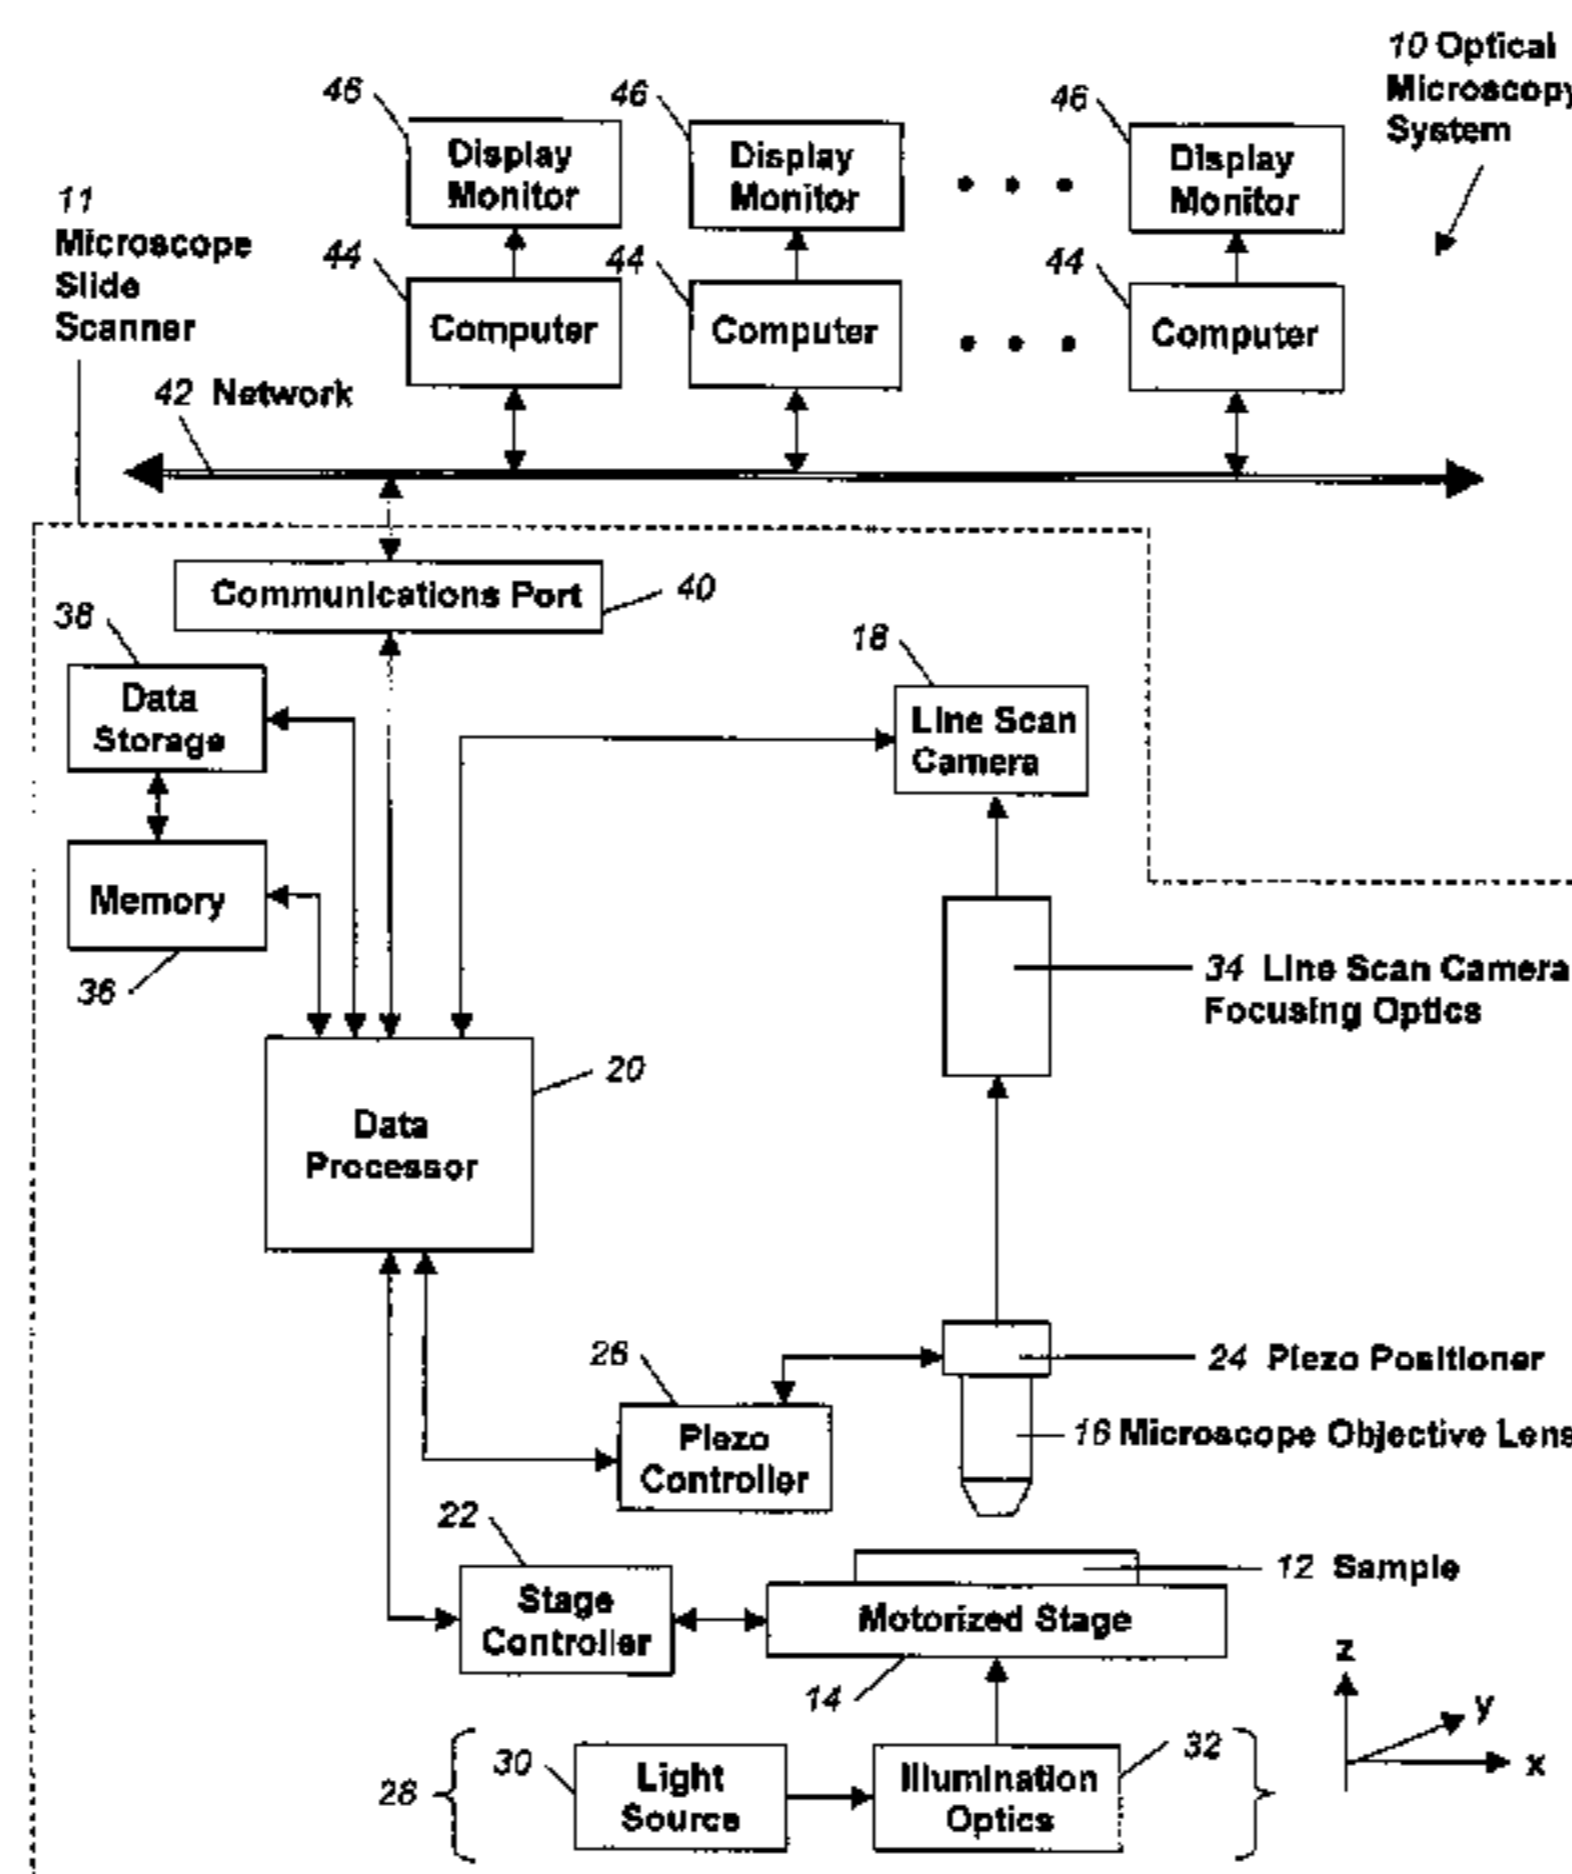 10 Optical
Microscopy
System
46
46
46
Display
Monitor
Display
Monitor
Display
Monitor
11
Microscope
Slide
Scanner
44
44
44
Computer
Computer
Computer
42 Network
Communications Port
40
38
Data
Storage
18
Line Scan
Camera
Memory
36
34 Line Scan Camera
Focusing Optics
20
Data
Processor
26
24 Piezo Positioner
Piezo
Controller
16 Microscope Objective Lens
22
12 Sample
Stage
Controller
Motorized Stage
14
z
y
x
28
30
Light
Source
Illumination
Optics
32